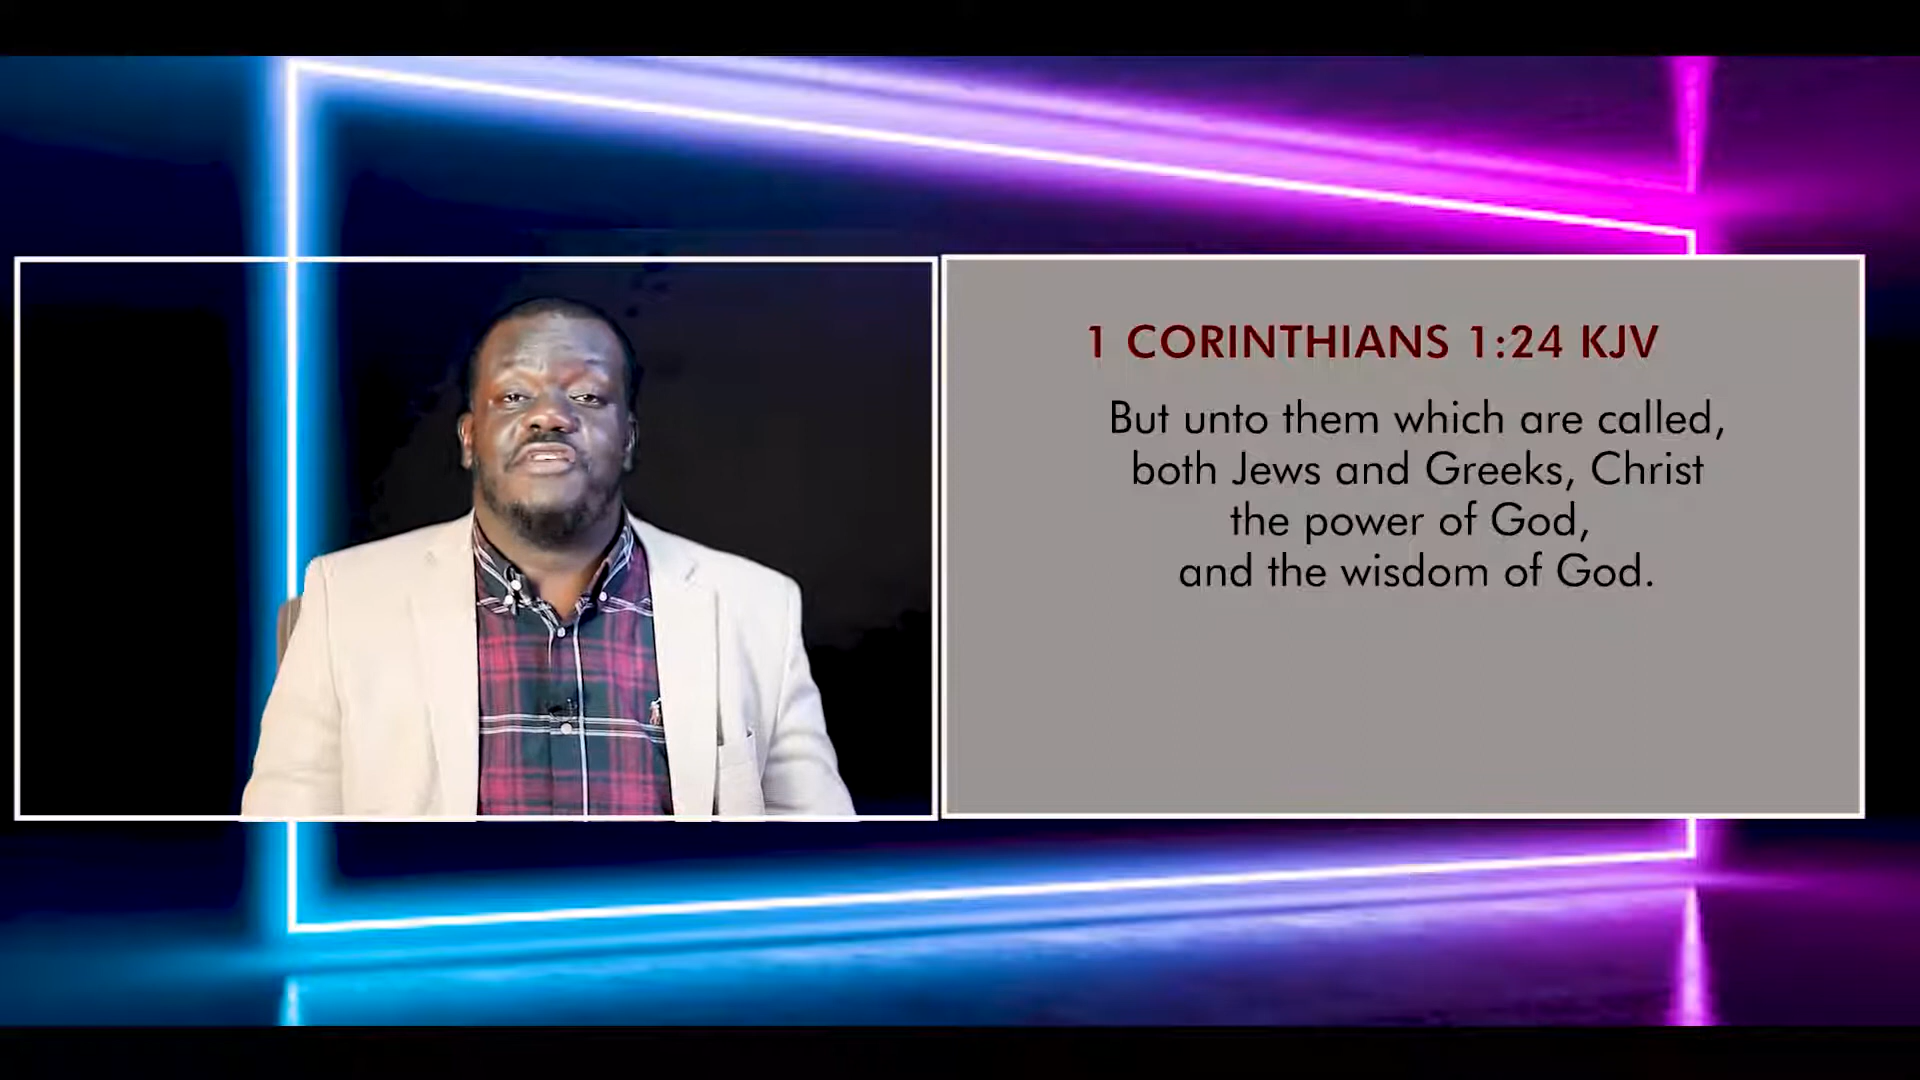 1 CORINTHIANS 1:24 KJV
But unto them which are called,
both Jews and Greeks, Christ
the power of God,
and the wisdom of God.